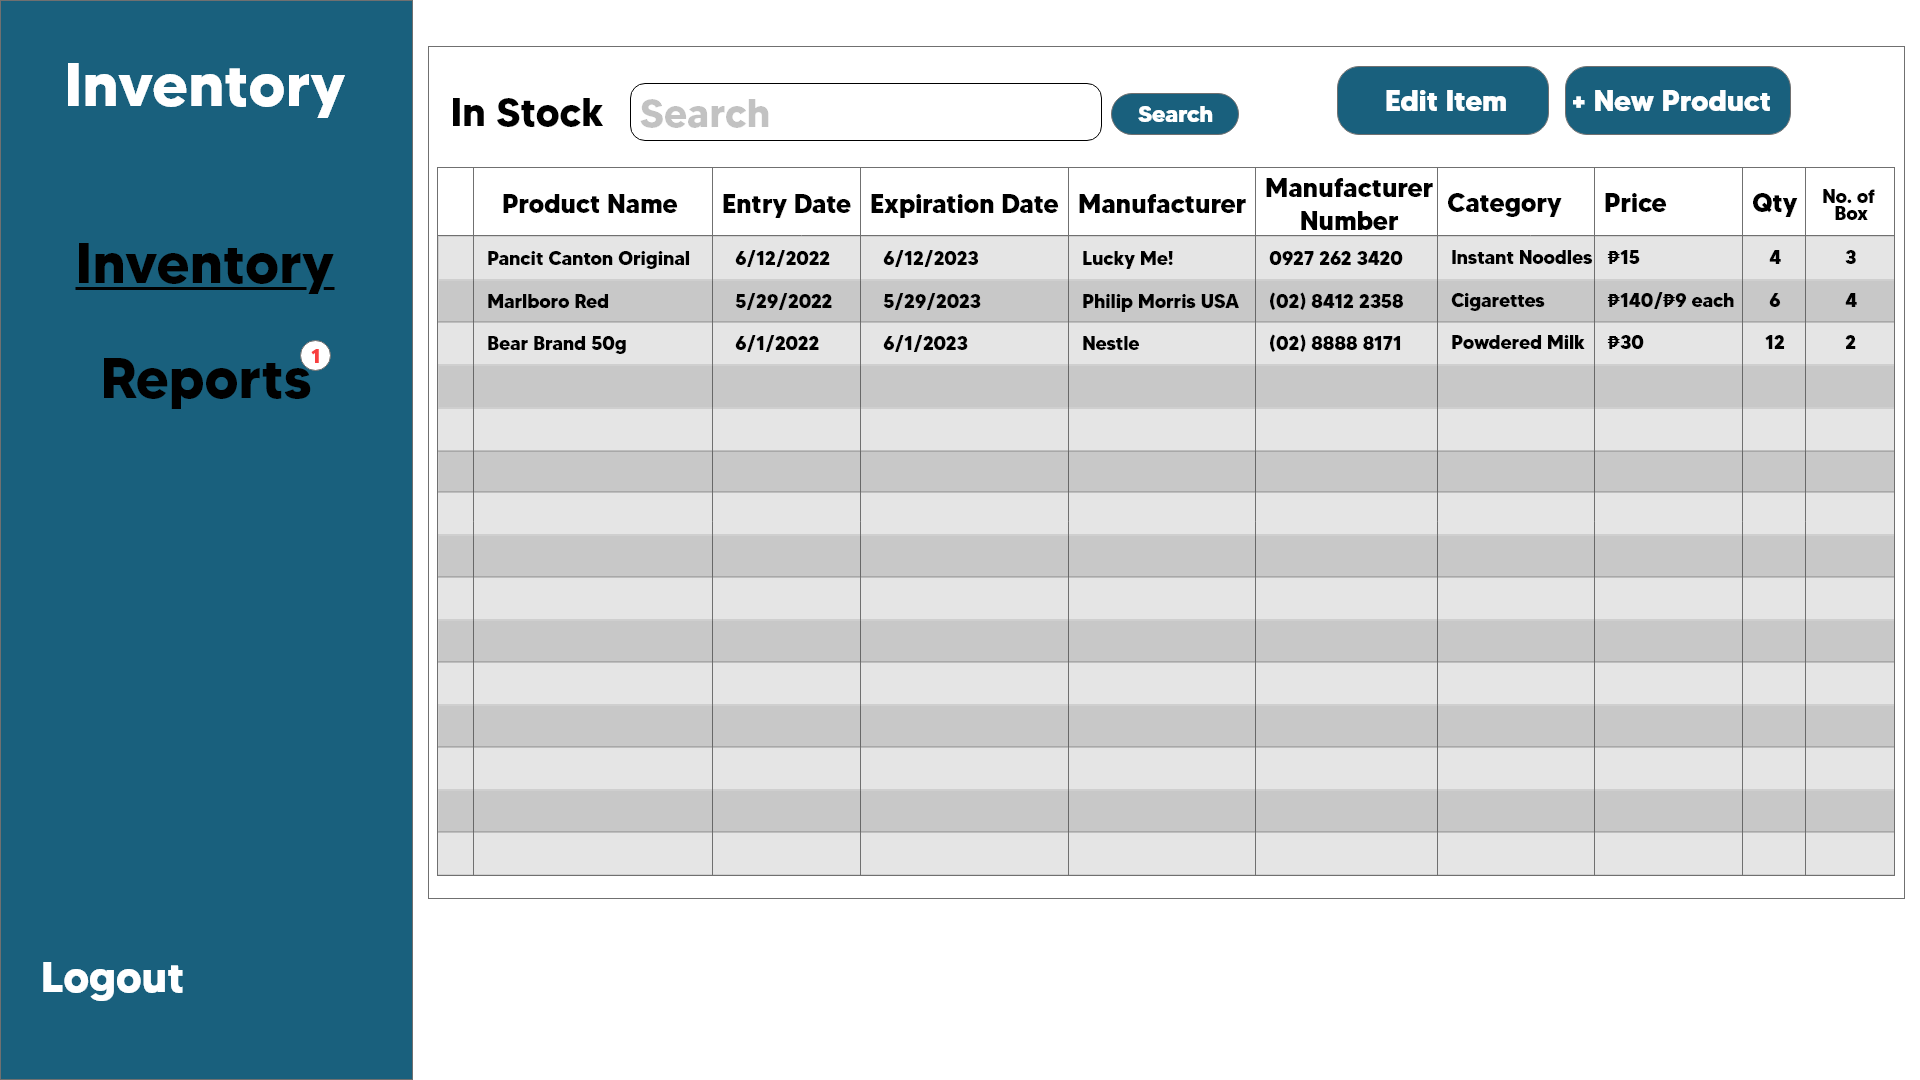 Inventory
Inventory
Reports
1
Logout
In Stock
Search
Search
Edit Item
+ New Product
Product Name Entry Date Expiration Date Manufacturer Manufacturer Number Category Price Qty No. of Box
Pancit Canton Original 6/12/2022 6/12/2023 Lucky Me! 0927 262 3420 Instant Noodles ₱15 4 3
Marlboro Red 5/29/2022 5/29/2023 Philip Morris USA (02) 8412 2358 Cigarettes ₱140/₱9 each 6 4
Bear Brand 50g 6/1/2022 6/1/2023 Nestle (02) 8888 8171 Powdered Milk ₱30 12 2